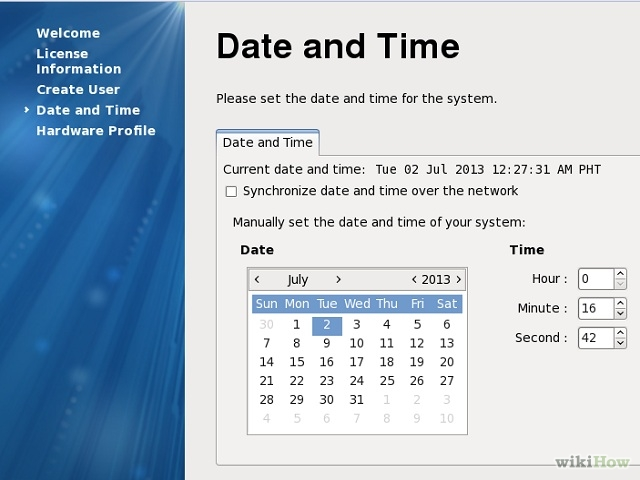 Welcome
License
Information
Create User
Date and Time
Hardware Profile
Date and Time
Please set the date and time for the system.
Date and Time
Current date and time: Tue 02 Jul 2013 12:27:31 AM PHT
Synchronize date and time over the network
Manually set the date and time of your system:
Date Time
< July > < 2013 >
Sun Mon Tue Wed Thu Fri Sat
30 1 2 3 4 5 6
7 8 9 10 11 12 13
14 15 16 17 18 19 20
21 22 23 24 25 26 27
28 29 30 31 1 2 3
4 5 6 7 8 9 10
Hour : 0
Minute : 16
Second : 42
wikiHow